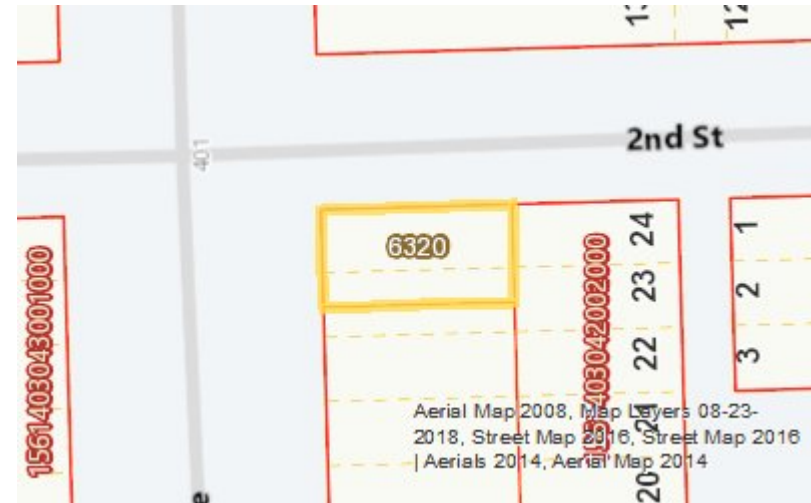 2nd St
401
6320
24
23
22
21
20
1
2
3
1561403043001000
Aerial Map 2008, Map Layers 08-23-
2018, Street Map 2016, Street Map 2016
| Aerials 2014, Aerial Map 2014